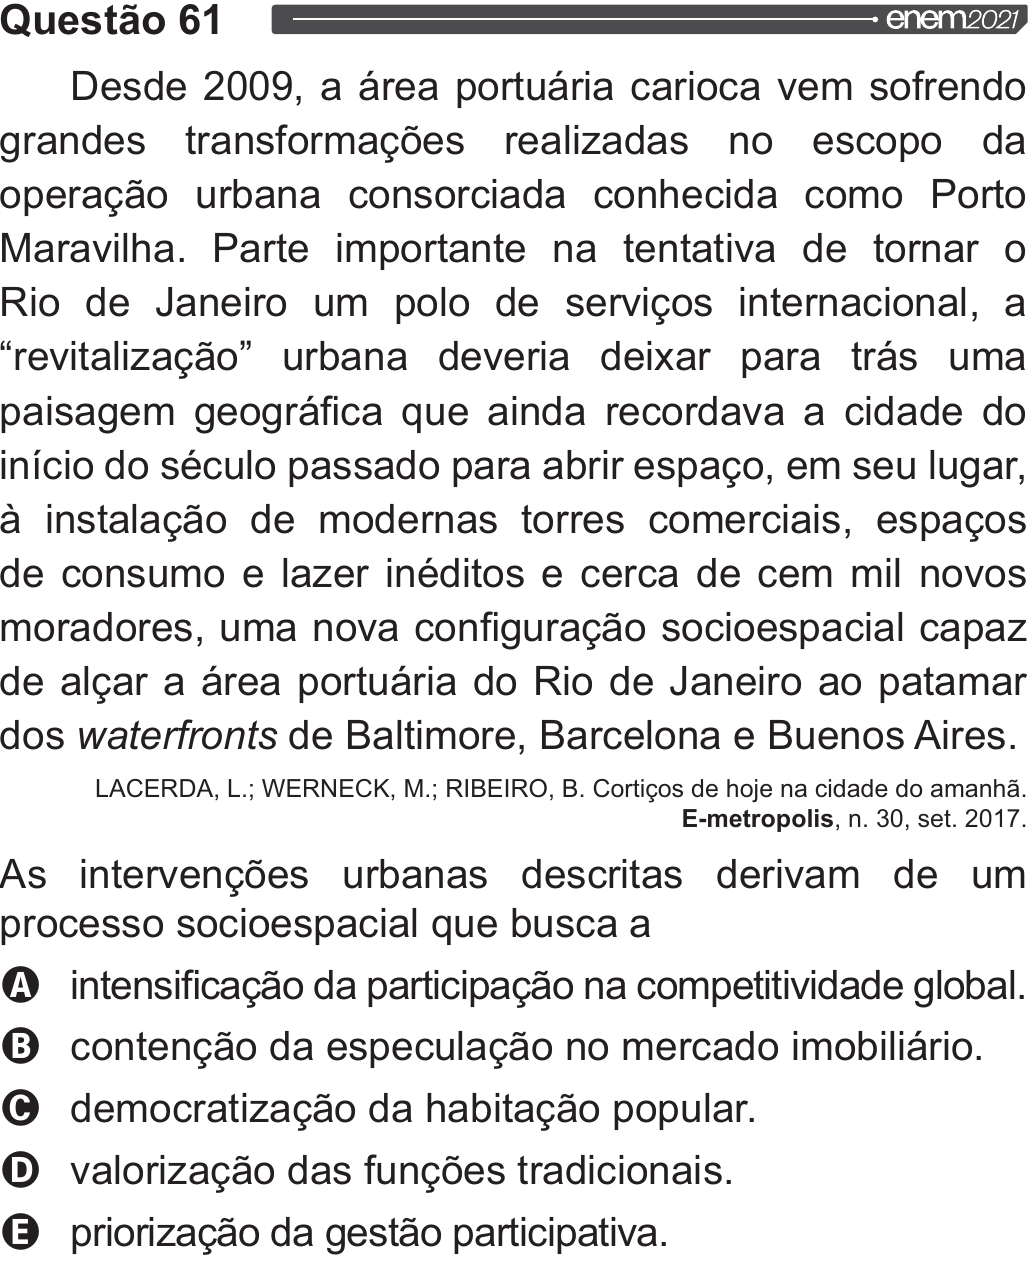 Questão 61 enem2021
Desde 2009, a área portuária carioca vem sofrendo
grandes transformações realizadas no escopo da
operação urbana consorciada conhecida como Porto
Maravilha. Parte importante na tentativa de tornar o
Rio de Janeiro um polo de serviços internacional, a
“revitalização” urbana deveria deixar para trás uma
paisagem geográfica que ainda recordava a cidade do
início do século passado para abrir espaço, em seu lugar,
à instalação de modernas torres comerciais, espaços
de consumo e lazer inéditos e cerca de cem mil novos
moradores, uma nova configuração socioespacial capaz
de alçar a área portuária do Rio de Janeiro ao patamar
dos waterfronts de Baltimore, Barcelona e Buenos Aires.
LACERDA, L.; WERNECK, M.; RIBEIRO, B. Cortiços de hoje na cidade do amanhã.
E-metropolis, n. 30, set. 2017.
As intervenções urbanas descritas derivam de um
processo socioespacial que busca a
A intensificação da participação na competitividade global.
B contenção da especulação no mercado imobiliário.
C democratização da habitação popular.
D valorização das funções tradicionais.
E priorização da gestão participativa.